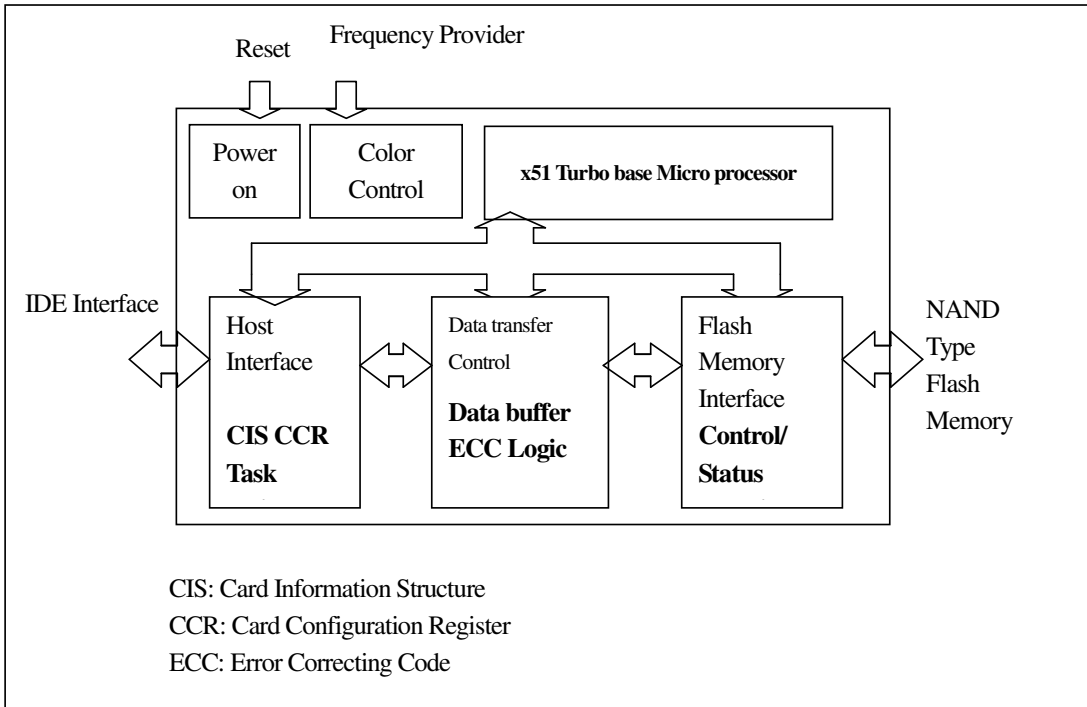 Reset
Frequency Provider
Power
on
Color
Control
x51 Turbo base Micro processor
IDE Interface
Host
Interface
CIS CCR
Task
Data transfer
Control
Data buffer
ECC Logic
Flash
Memory
Interface
Control/
Status
NAND
Type
Flash
Memory
CIS: Card Information Structure
CCR: Card Configuration Register
ECC: Error Correcting Code